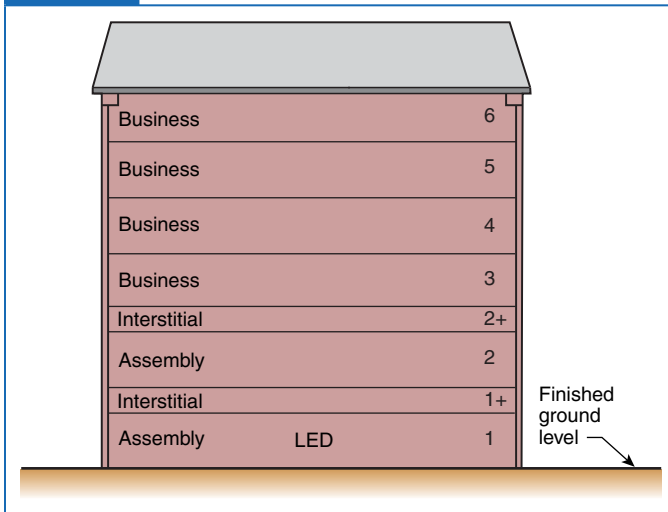 Business 6
Business 5
Business 4
Business 3
Interstitial 2+
Assembly 2
Interstitial 1+
Assembly LED 1
Finished
ground
level